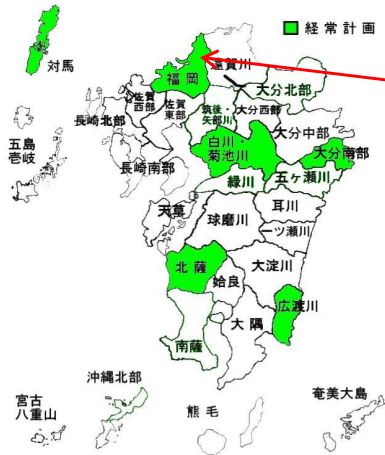 経常計画
対馬
遠賀川
福岡
大分北部
佐賀
西部
佐賀
東部
筑後・
矢部川
大分西部
長崎北部
大分中部
五島
壱岐
白川・
菊池川
大分南部
長崎南部
緑川
五ヶ瀬川
天草
球磨川
耳川
一ツ瀬川
北薩
姶良
大淀川
広渡川
大隅
南薩
沖縄北部
宮古
八重山
熊毛
奄美大島